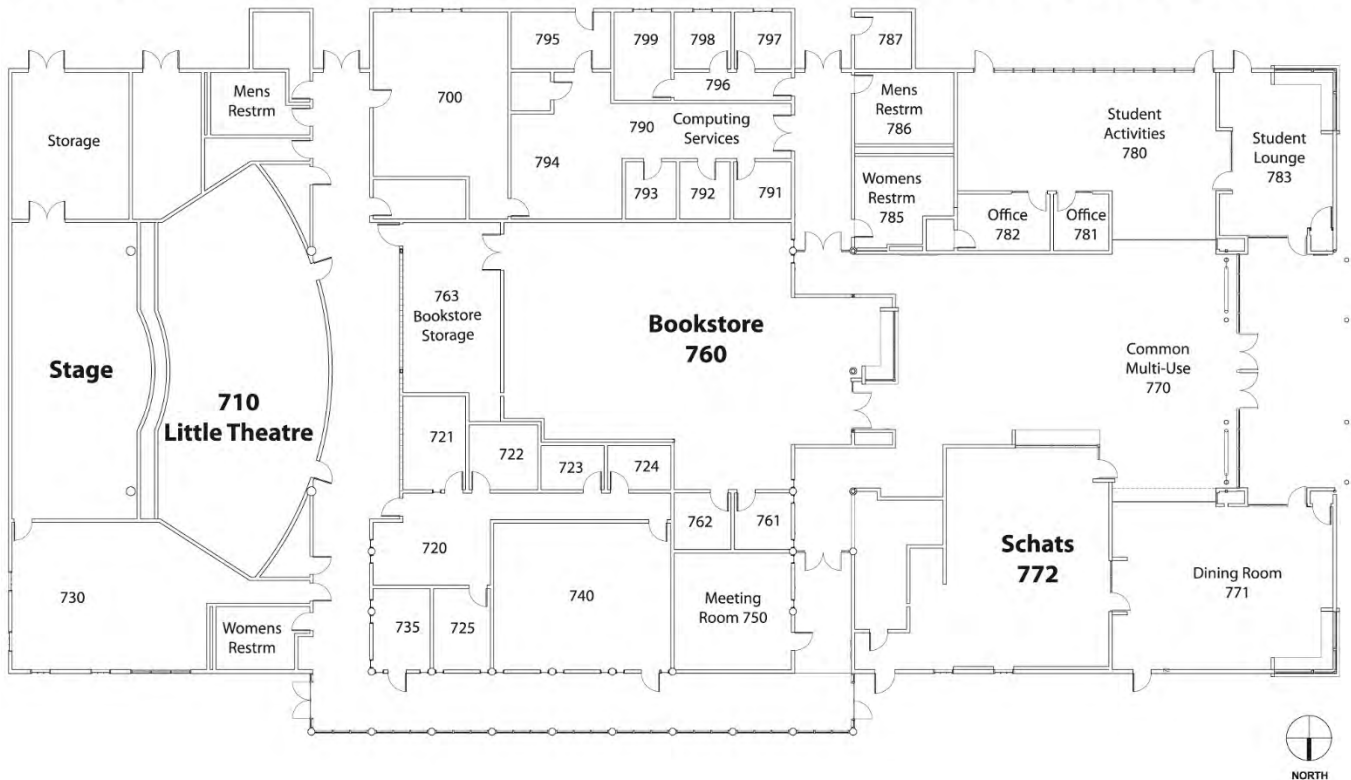 795
799
798
797
787
Mens
Restrm
700
796
Mens
Restrm
786
Storage
790
Computing
Services
Student
Activities
780
Student
Lounge
783
794
793
792
791
Womens
Restrm
785
Office
782
Office
781
763
Bookstore
Storage
Bookstore
760
Stage
710
Little Theatre
Common
Multi-Use
770
721
722
723
724
762
761
720
730
Womens
Restrm
735
725
740
Meeting
Room 750
Schats
772
Dining Room
771
NORTH